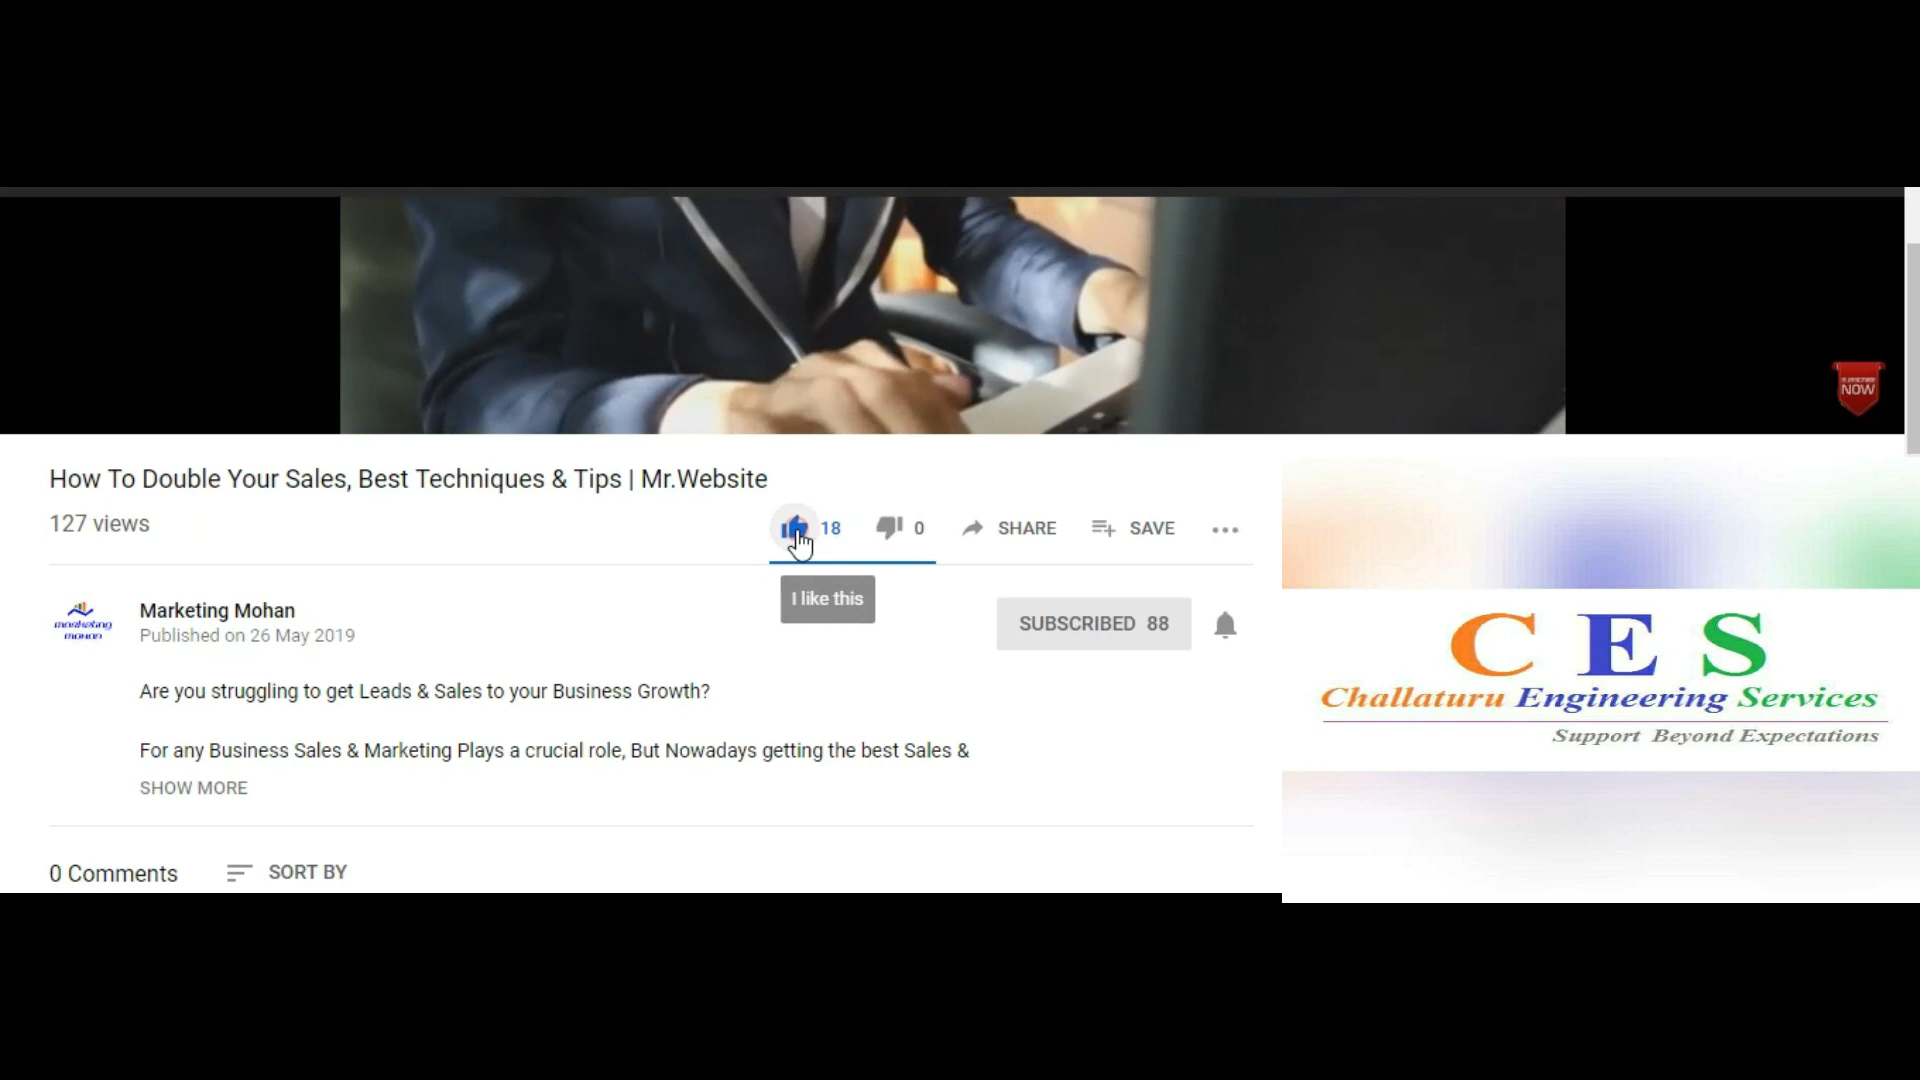 SUBSCRIBE
NOW
How To Double Your Sales, Best Techniques & Tips | Mr.Website
127 views
18
0
SHARE
SAVE
I like this
marketing
mohan
Marketing Mohan
Published on 26 May 2019
SUBSCRIBED 88
Are you struggling to get Leads & Sales to your Business Growth?
For any Business Sales & Marketing Plays a crucial role, But Nowadays getting the best Sales &
SHOW MORE
0 Comments
SORT BY
C E S
Challaturu Engineering Services
Support Beyond Expectations